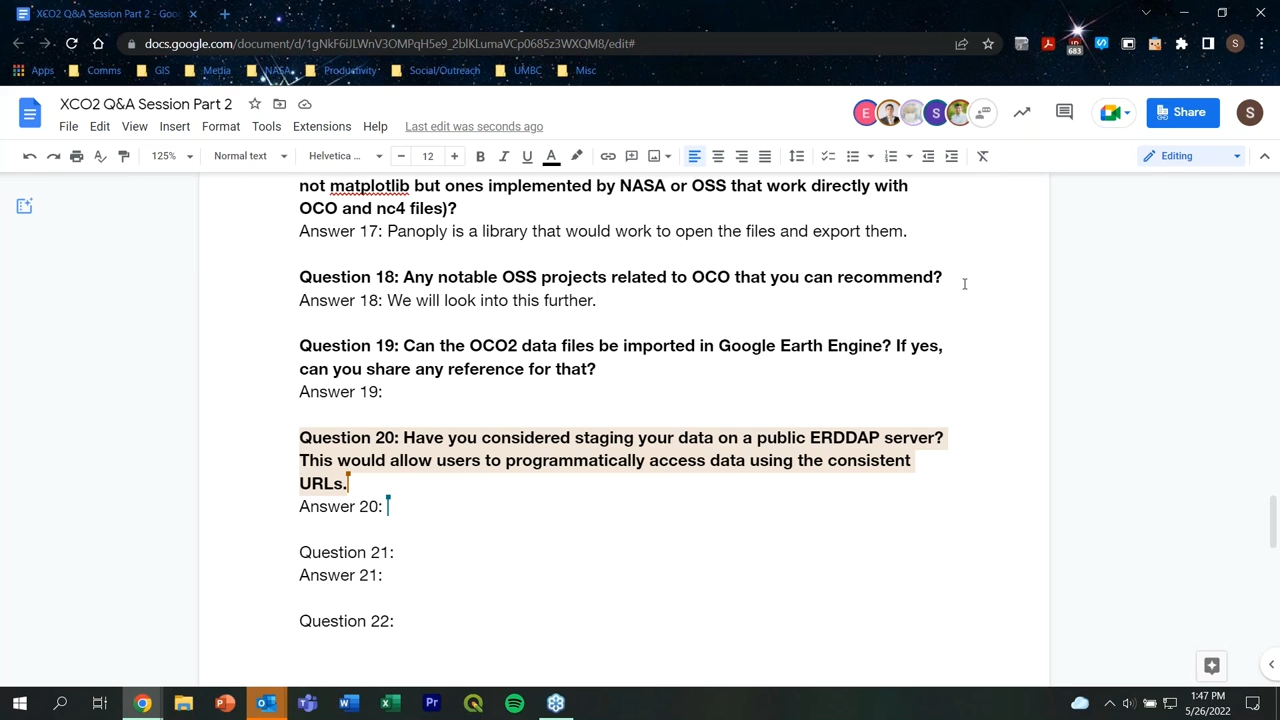 XCO2 Q&A Session Part 2 - Goo
docs.google.com/document/d/1gNkF6iJLWnV3OMPqH5e9_2blKLumaVCp0685z3WXQM8/edit#
683
S
Apps Comms GIS Media NASA Productivity Social/Outreach UMBC Misc
XCO2 Q&A Session Part 2
E S Share S
File Edit View Insert Format Tools Extensions Help Last edit was seconds ago
125% Normal text Helvetica ... 12 B I U A Editing
not matplotlib but ones implemented by NASA or OSS that work directly with
OCO and nc4 files)?
Answer 17: Panoply is a library that would work to open the files and export them.
Question 18: Any notable OSS projects related to OCO that you can recommend?
Answer 18: We will look into this further.
Question 19: Can the OCO2 data files be imported in Google Earth Engine? If yes,
can you share any reference for that?
Answer 19:
Question 20: Have you considered staging your data on a public ERDDAP server?
This would allow users to programmatically access data using the consistent
URLs.
Answer 20:
Question 21:
Answer 21:
Question 22:
1:47 PM
5/26/2022